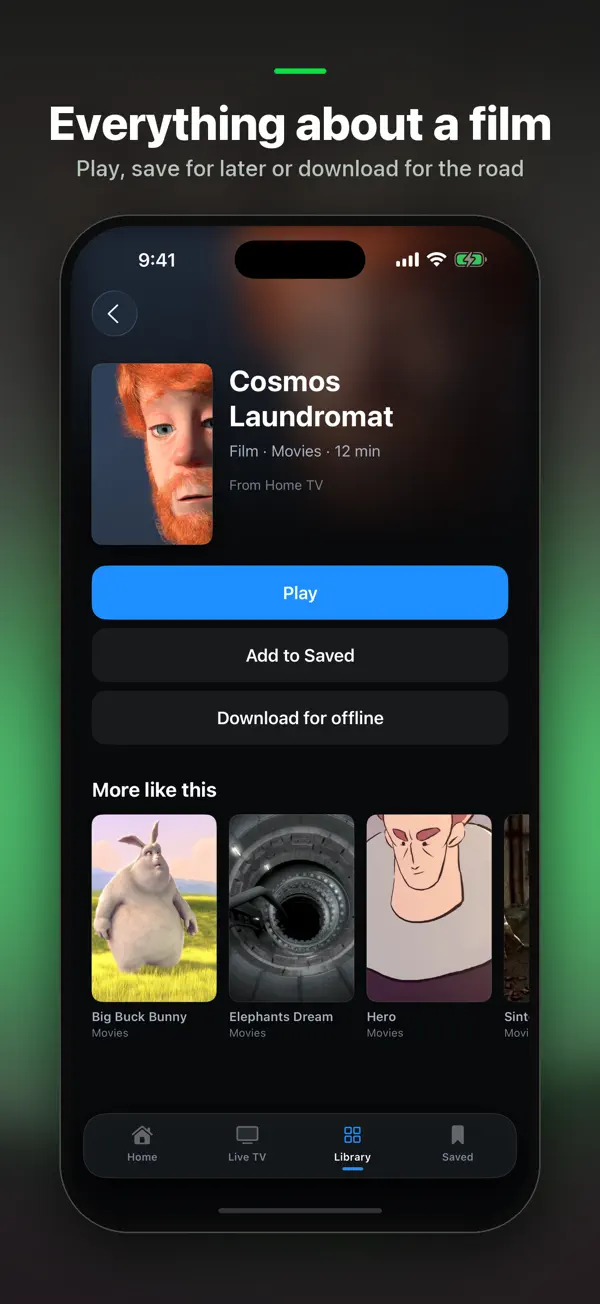 Everything about a film
Play, save for later or download for the road
9:41
Cosmos
Laundromat
Film · Movies · 12 min
From Home TV
Play
Add to Saved
Download for offline
More like this
Big Buck Bunny
Movies
Elephants Dream
Movies
Hero
Movies
Sint
Movi
Home
Live TV
Library
Saved